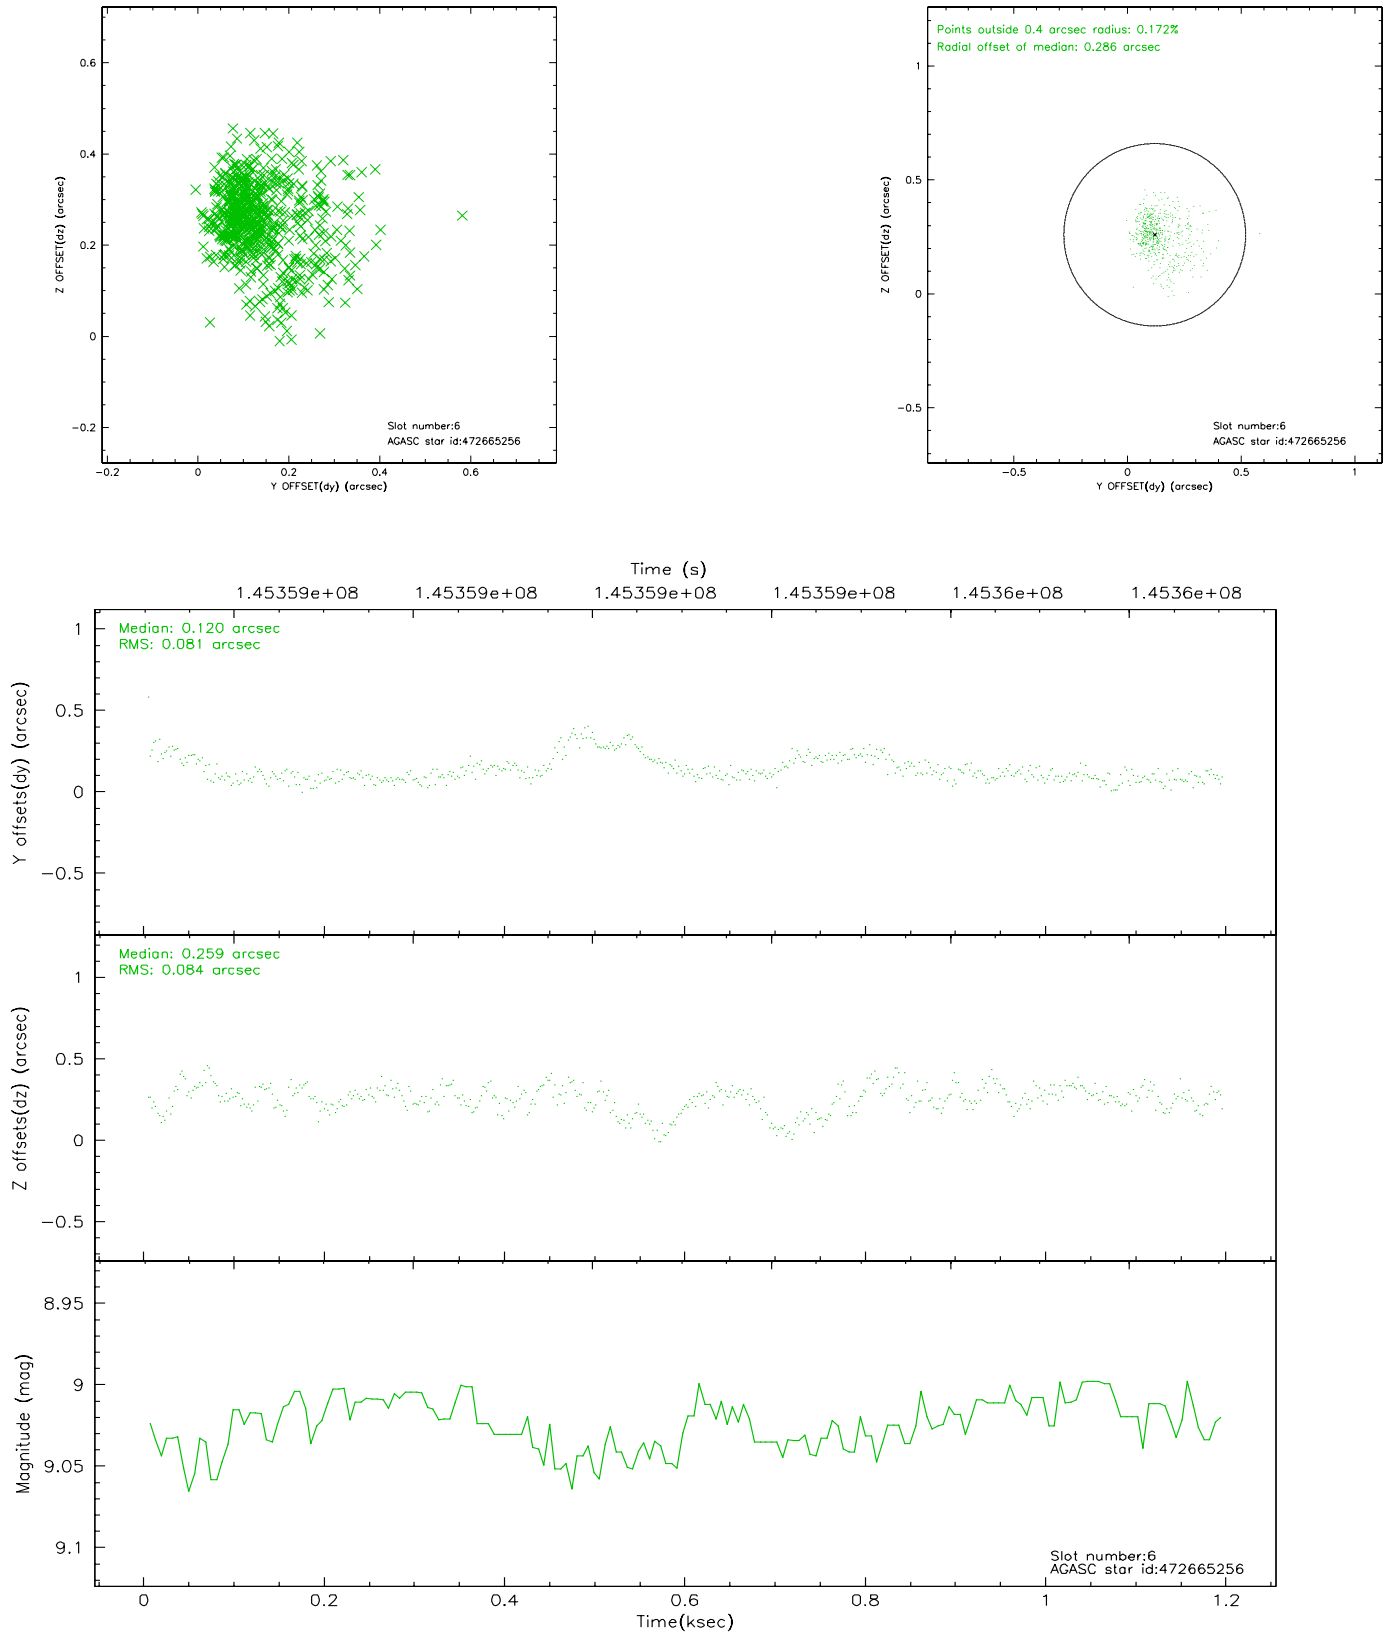 0.6
0.4
0.2
0
−0.2
Z OFFSET(dz) (arcsec)
Slot number:6
AGASC star id:472665256
−0.2 0 0.2 0.4 0.6
Y OFFSET(dy) (arcsec)
Points outside 0.4 arcsec radius: 0.172%
Radial offset of median: 0.286 arcsec
1
0.5
0
−0.5
Z OFFSET(dz) (arcsec)
Slot number:6
AGASC star id:472665256
−0.5 0 0.5 1
Y OFFSET(dy) (arcsec)
Time (s)
1.45359e+08 1.45359e+08 1.45359e+08 1.45359e+08 1.4536e+08 1.4536e+08
Median: 0.120 arcsec
RMS: 0.081 arcsec
1
0.5
0
−0.5
Y offsets(dy) (arcsec)
Median: 0.259 arcsec
RMS: 0.084 arcsec
1
0.5
0
−0.5
Z offsets(dz) (arcsec)
8.95
9
9.05
9.1
Magnitude (mag)
Slot number:6
AGASC star id:472665256
0 0.2 0.4 0.6 0.8 1 1.2
Time(ksec)